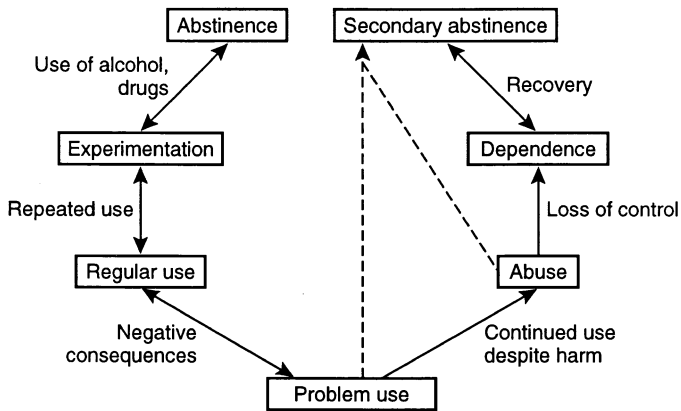 Abstinence
Secondary abstinence
Use of alcohol,
drugs
Recovery
Experimentation
Dependence
Repeated use
Loss of control
Regular use
Abuse
Negative
consequences
Continued use
despite harm
Problem use